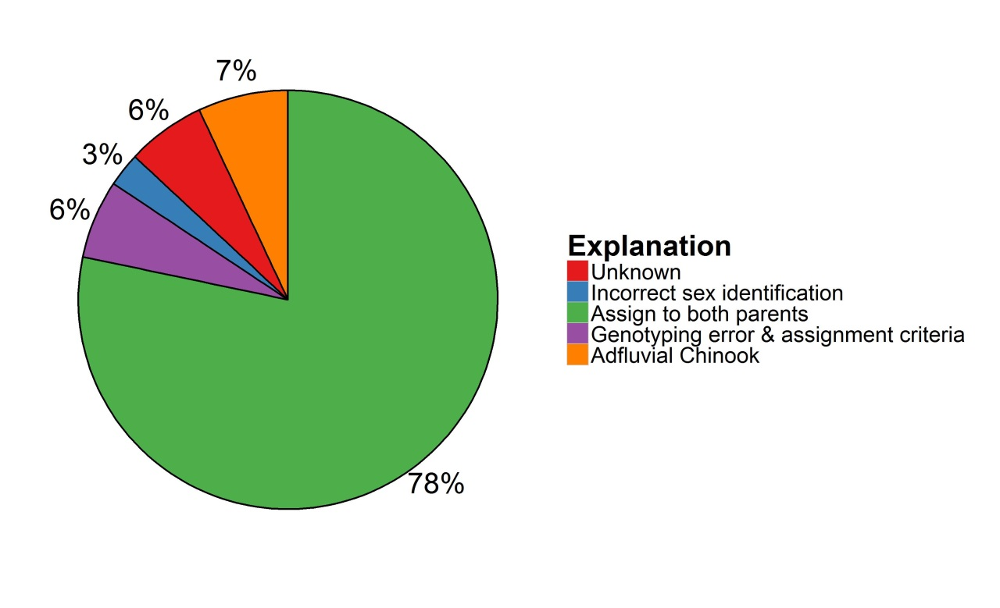 7%
6%
3%
6%
78%
Explanation
Unknown
Incorrect sex identification
Assign to both parents
Genotyping error & assignment criteria
Adfluvial Chinook